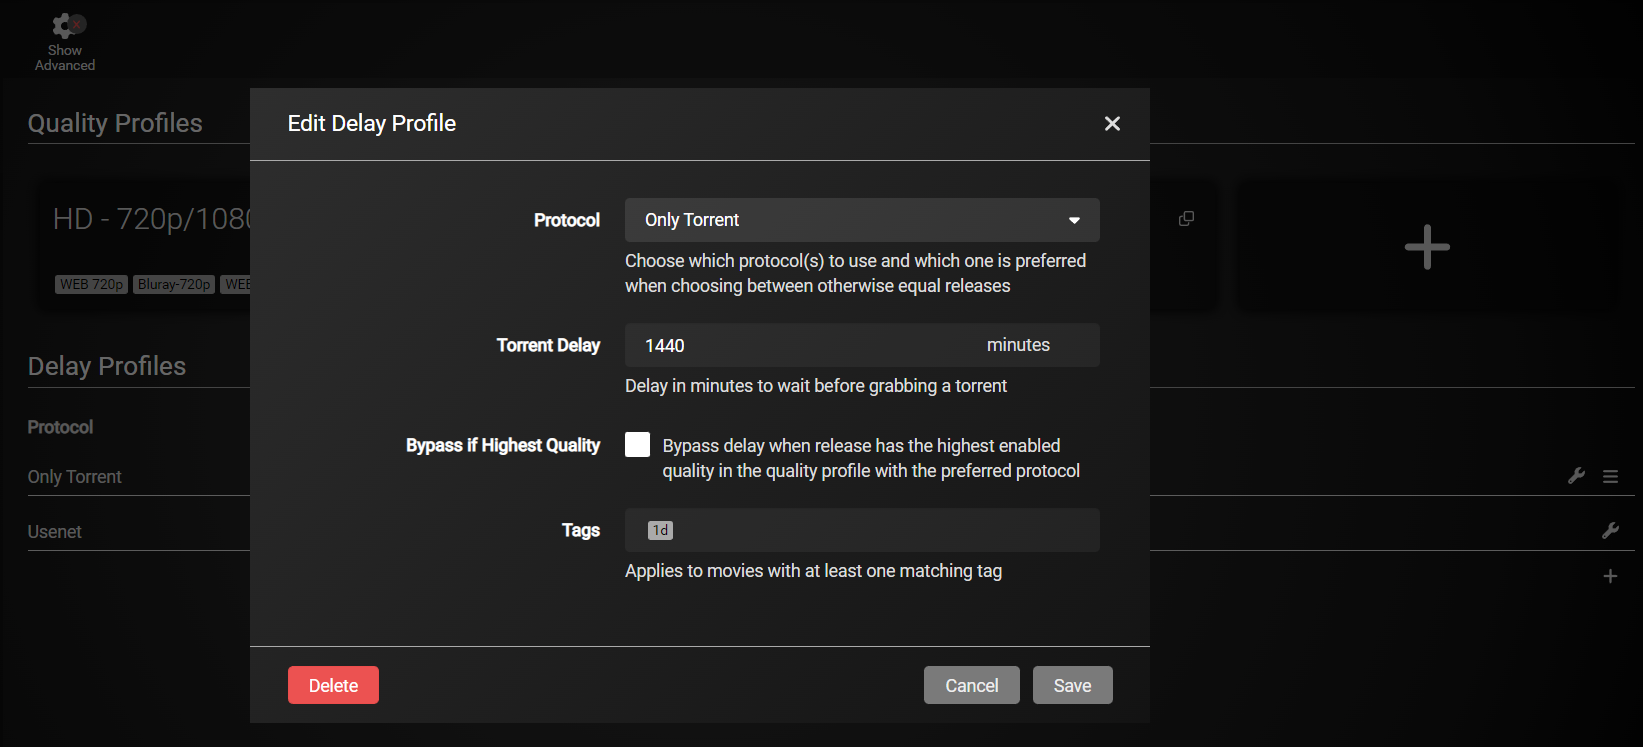 Show
Advanced
Quality Profiles
HD - 720p/1080
WEB 720p Bluray-720p WEB
Delay Profiles
Protocol
Only Torrent
Usenet
Edit Delay Profile
Protocol
Only Torrent
Choose which protocol(s) to use and which one is preferred
when choosing between otherwise equal releases
Torrent Delay
1440 minutes
Delay in minutes to wait before grabbing a torrent
Bypass if Highest Quality
Bypass delay when release has the highest enabled
quality in the quality profile with the preferred protocol
Tags
1d
Applies to movies with at least one matching tag
Delete
Cancel
Save